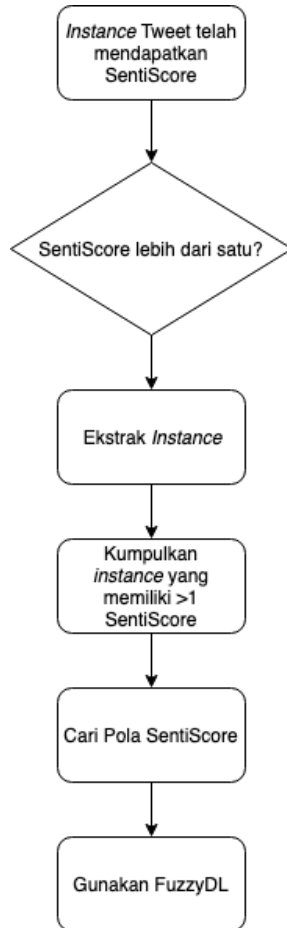 Instance Tweet telah
mendapatkan
SentiScore
SentiScore lebih dari satu?
Ekstrak Instance
Kumpulkan
instance yang
memiliki >1
SentiScore
Cari Pola SentiScore
Gunakan FuzzyDL